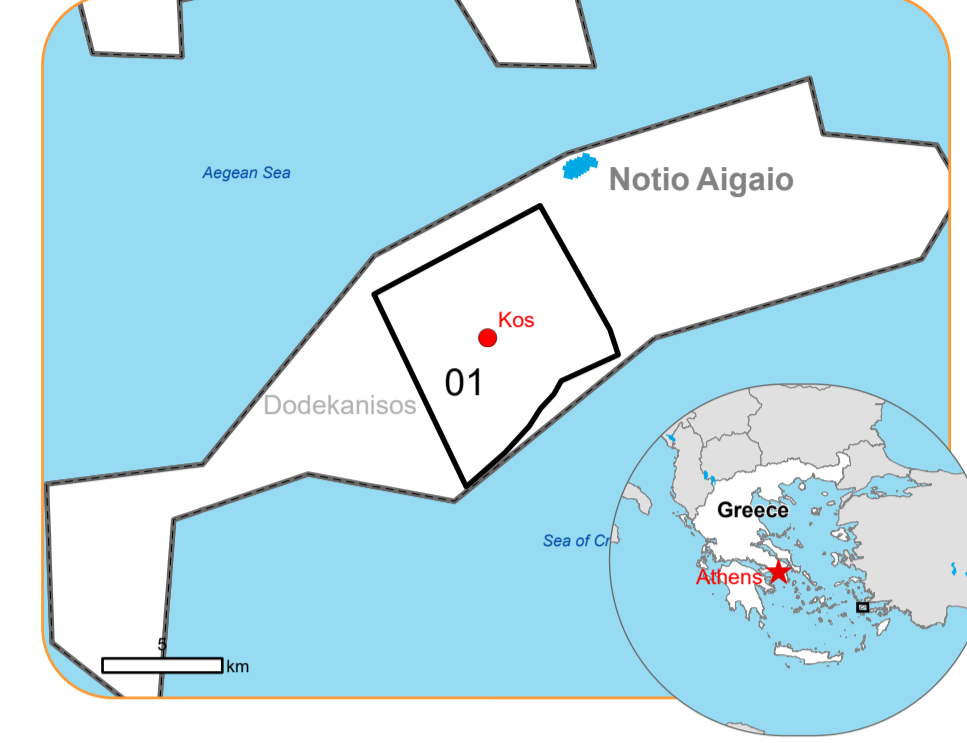 Aegean Sea
Notio Aigaio
Kos
01
Dodekanisos
Greece
Sea of Cr
Athens
5
km